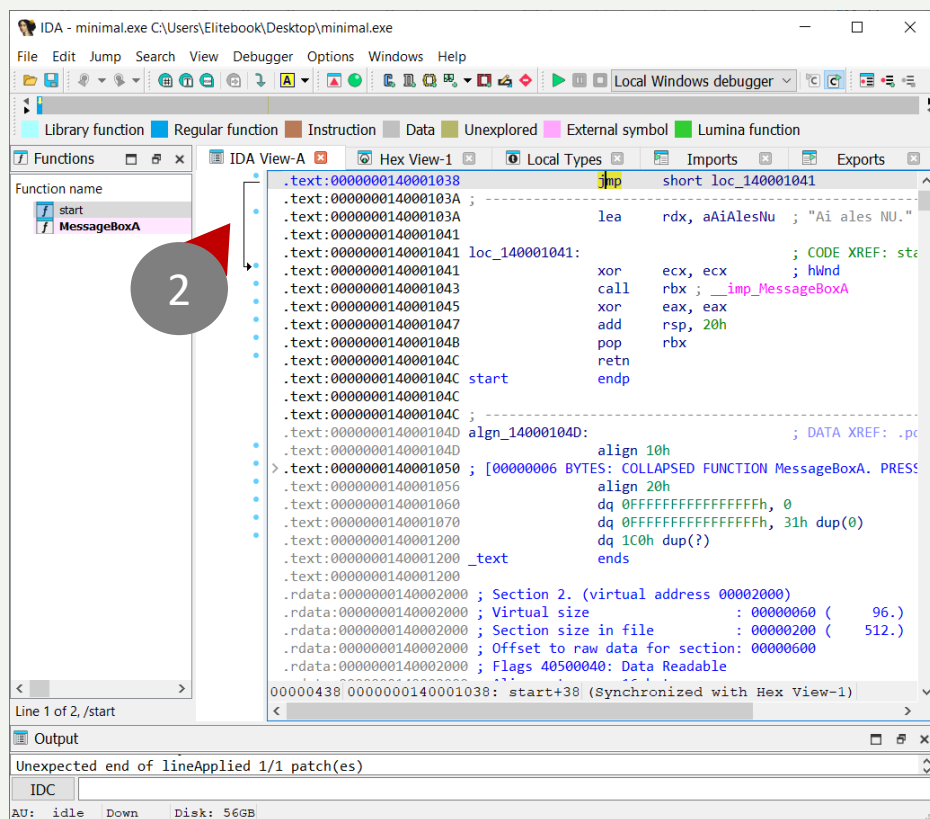 IDA - minimal.exe C:\Users\Elitebook\Desktop\minimal.exe
File Edit Jump Search View Debugger Options Windows Help
Local Windows debugger
Library function Regular function Instruction Data Unexplored External symbol Lumina function
Functions
IDA View-A Hex View-1 Local Types Imports Exports
Function name
start
MessageBoxA
2
.text:0000000140001038 jmp short loc_140001041
.text:000000014000103A ; ---------------------------------------------------------
.text:000000014000103A lea rdx, aAiAlesNu ; "Ai ales NU."
.text:0000000140001041
.text:0000000140001041 loc_140001041: ; CODE XREF: sta
.text:0000000140001041 xor ecx, ecx ; hWnd
.text:0000000140001043 call rbx ; __imp_MessageBoxA
.text:0000000140001045 xor eax, eax
.text:0000000140001047 add rsp, 20h
.text:000000014000104B pop rbx
.text:000000014000104C retn
.text:000000014000104C start endp
.text:000000014000104C
.text:000000014000104C ; ---------------------------------------------------------
.text:000000014000104D algn_14000104D: ; DATA XREF: .pd
.text:000000014000104D align 10h
.text:0000000140001050 ; [00000006 BYTES: COLLAPSED FUNCTION MessageBoxA. PRESS
.text:0000000140001056 align 20h
.text:0000000140001060 dq 0FFFFFFFFFFFFFFFFh, 0
.text:0000000140001070 dq 0FFFFFFFFFFFFFFFFh, 31h dup(0)
.text:0000000140001200 dq 1C0h dup(?)
.text:0000000140001200 _text ends
.text:0000000140001200
.rdata:0000000140002000 ; Section 2. (virtual address 00002000)
.rdata:0000000140002000 ; Virtual size : 00000060 ( 96.)
.rdata:0000000140002000 ; Section size in file : 00000200 ( 512.)
.rdata:0000000140002000 ; Offset to raw data for section: 00000600
.rdata:0000000140002000 ; Flags 40500040: Data Readable
00000438 0000000140001038: start+38 (Synchronized with Hex View-1)
Line 1 of 2, /start
Output
Unexpected end of lineApplied 1/1 patch(es)
IDC
AU: idle Down Disk: 56GB